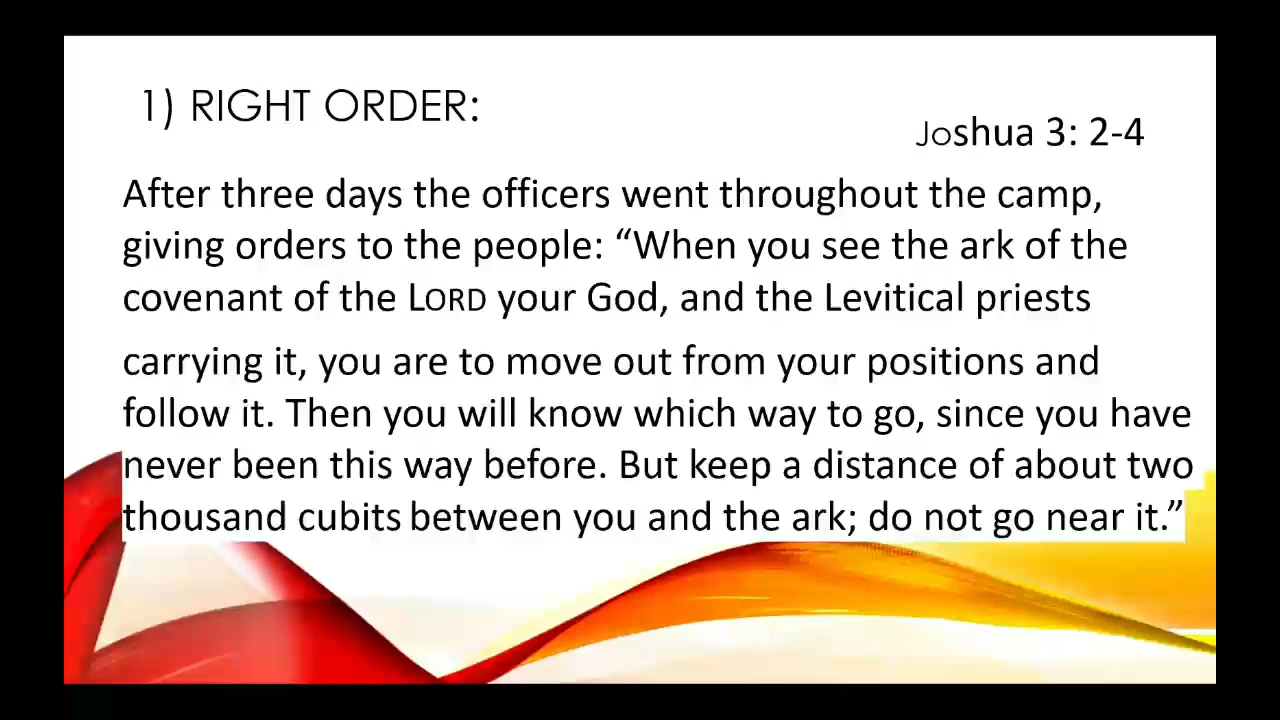 1) RIGHT ORDER:
Joshua 3: 2-4
After three days the officers went throughout the camp,
giving orders to the people: “When you see the ark of the
covenant of the LORD your God, and the Levitical priests
carrying it, you are to move out from your positions and
follow it. Then you will know which way to go, since you have
never been this way before. But keep a distance of about two
thousand cubits between you and the ark; do not go near it.”